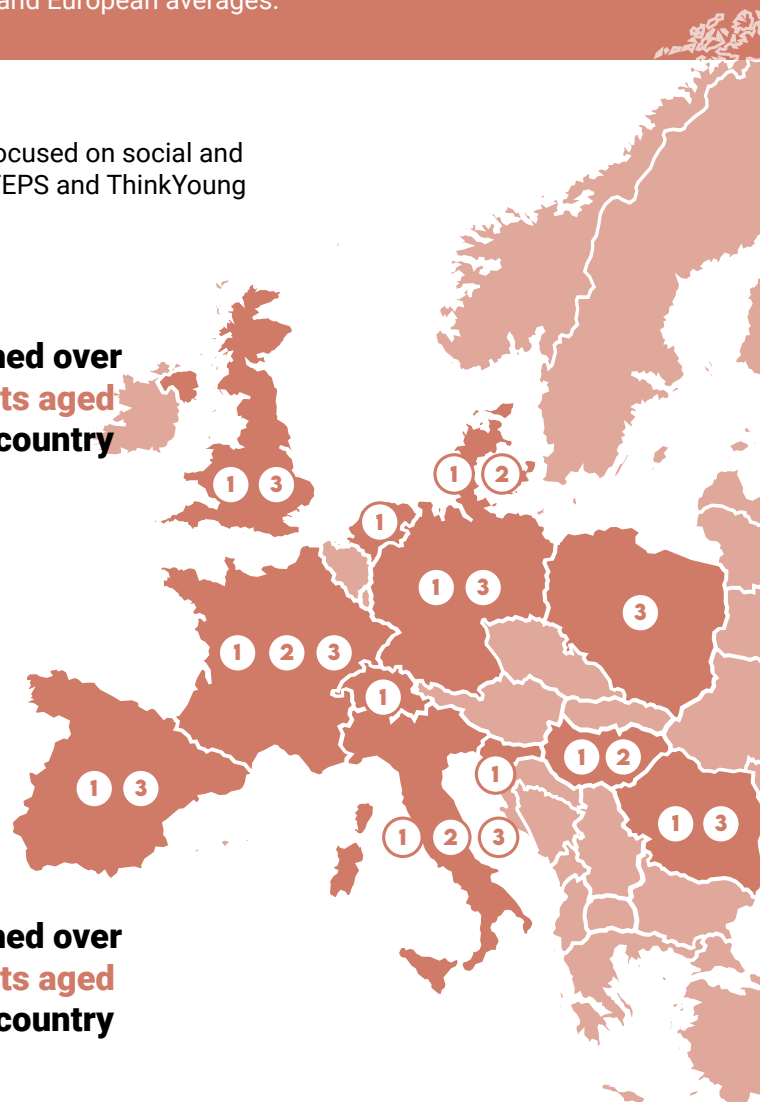 and European averages.
ocused on social and
EPS and ThinkYoung
ned over
ts aged
country
1 3
1 2
1
1 3
3
1 2 3
1
1 2
1
1 3
1 3
1 2 3
ned over
ts aged
country